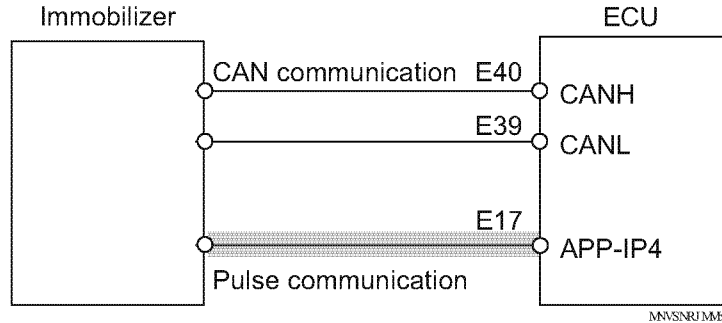 Immobilizer
ECU
CAN communication E40
CANH
E39
CANL
E17
APP-IP4
Pulse communication